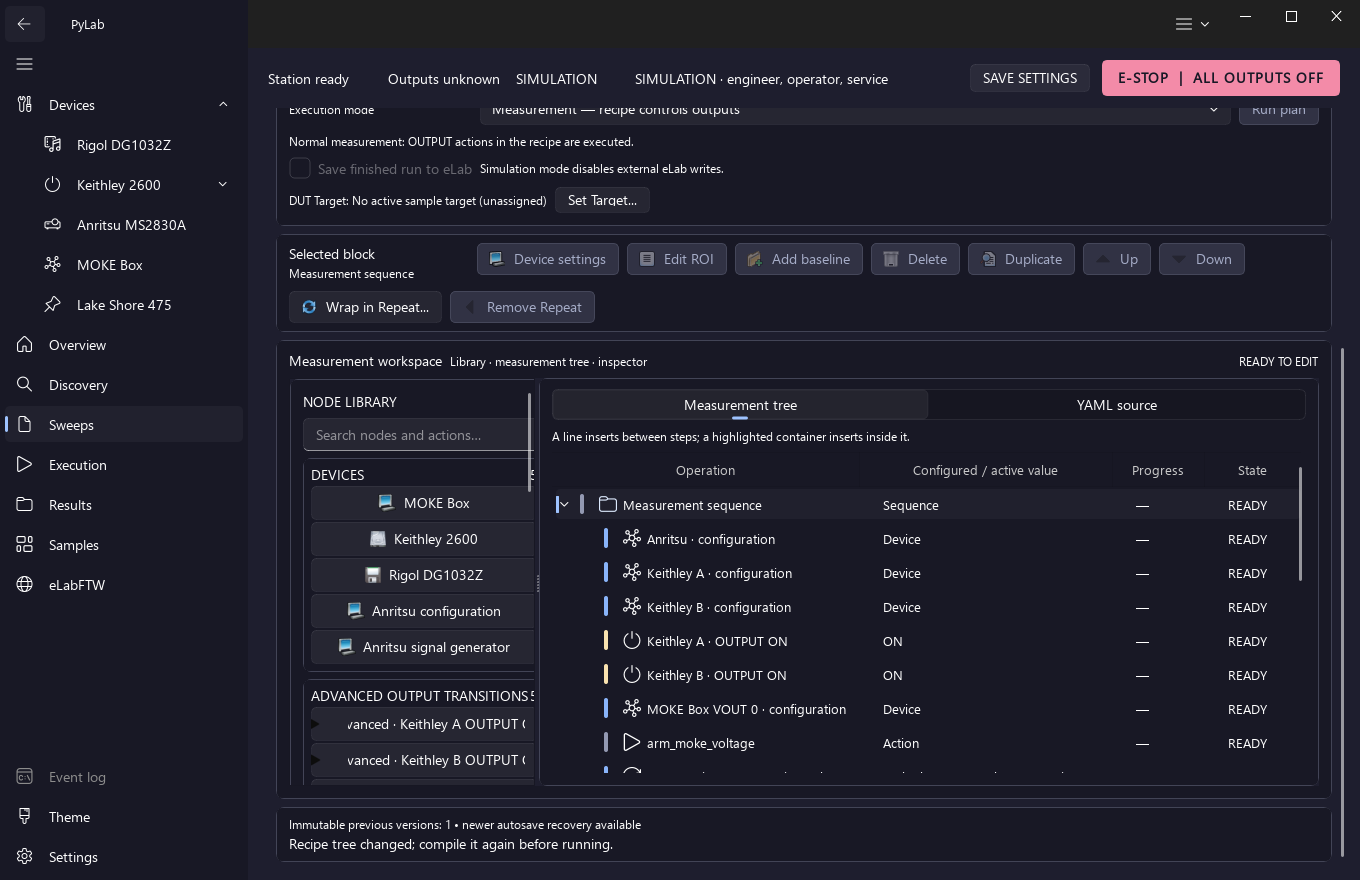 PyLab
Devices
Rigol DG1032Z
Keithley 2600
Anritsu MS2830A
MOKE Box
Lake Shore 475
Overview
Discovery
Sweeps
Execution
Results
Samples
eLabFTW
Event log
Theme
Settings
Station ready
Outputs unknown
SIMULATION
SIMULATION · engineer, operator, service
SAVE SETTINGS
E-STOP | ALL OUTPUTS OFF
Execution mode
Measurement — recipe controls outputs
Run plan
Normal measurement: OUTPUT actions in the recipe are executed.
Save finished run to eLab
Simulation mode disables external eLab writes.
DUT Target: No active sample target (unassigned)
Set Target...
Selected block
Measurement sequence
Device settings
Edit ROI
Add baseline
Delete
Duplicate
Up
Down
Wrap in Repeat...
Remove Repeat
Measurement workspace
Library · measurement tree · inspector
READY TO EDIT
NODE LIBRARY
Search nodes and actions...
DEVICES
MOKE Box
Keithley 2600
Rigol DG1032Z
Anritsu configuration
Anritsu signal generator
ADVANCED OUTPUT TRANSITIONS
vanced · Keithley A OUTPUT
vanced · Keithley B OUTPUT
Measurement tree
YAML source
A line inserts between steps; a highlighted container inserts inside it.
Operation Configured / active value Progress State
Measurement sequence Sequence — READY
Anritsu · configuration Device — READY
Keithley A · configuration Device — READY
Keithley B · configuration Device — READY
Keithley A · OUTPUT ON ON — READY
Keithley B · OUTPUT ON ON — READY
MOKE Box VOUT 0 · configuration Device — READY
arm_moke_voltage Action — READY
Immutable previous versions: 1 • newer autosave recovery available
Recipe tree changed; compile it again before running.